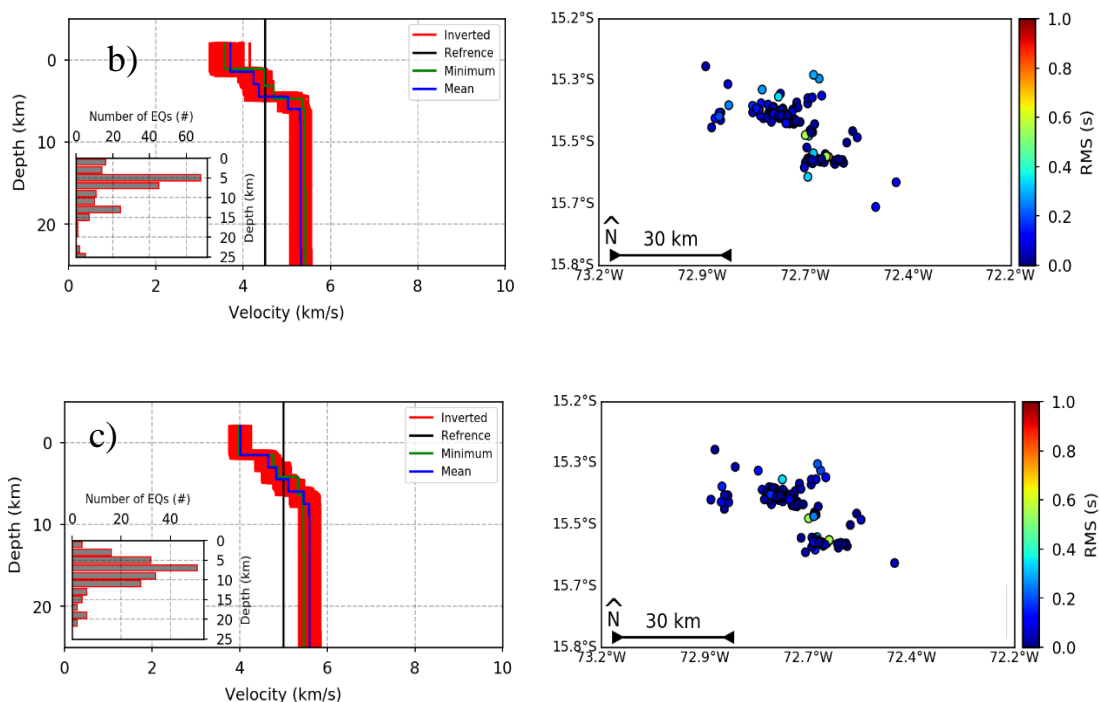 b)
Inverted
Refrence
Minimum
Mean
Number of EQs (#)
0 20 40 60
0
5
10
15
20
25
Depth (km)
0
10
20
Depth (km)
0 2 4 6 8 10
Velocity (km/s)
15.2°S
15.3°S
15.5°S
15.7°S
15.8°S
73.2°W 72.9°W 72.7°W 72.4°W 72.2°W
N
30 km
1.0
0.8
0.6
0.4
0.2
0.0
RMS (s)
c)
Inverted
Refrence
Minimum
Mean
Number of EQs (#)
0 20 40
0
5
10
15
20
25
Depth (km)
0
10
20
Depth (km)
0 2 4 6 8 10
Velocity (km/s)
15.2°S
15.3°S
15.5°S
15.7°S
15.8°S
73.2°W 72.9°W 72.7°W 72.4°W 72.2°W
N
30 km
1.0
0.8
0.6
0.4
0.2
0.0
RMS (s)